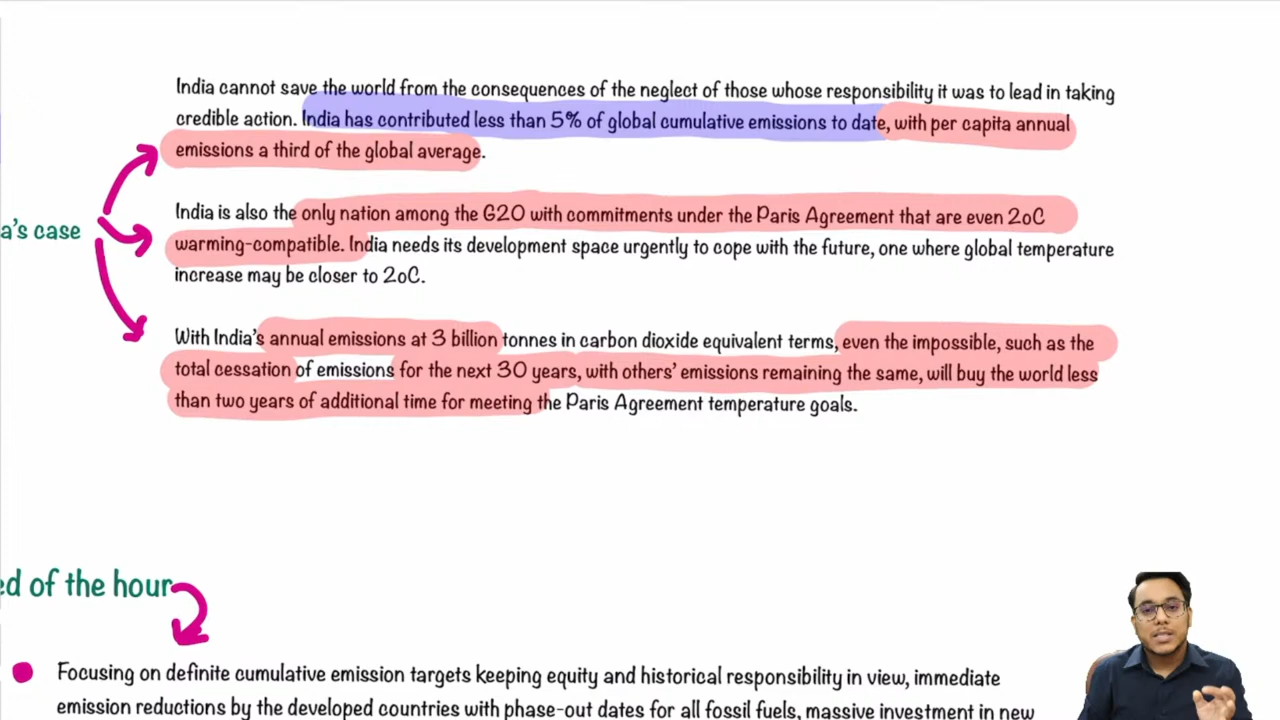 India cannot save the world from the consequences of the neglect of those whose responsibility it was to lead in taking
credible action. India has contributed less than 5% of global cumulative emissions to date, with per capita annual
emissions a third of the global average.
India is also the only nation among the G20 with commitments under the Paris Agreement that are even 2oC
a's case
warming-compatible. India needs its development space urgently to cope with the future, one where global temperature
increase may be closer to 2oC.
With India's annual emissions at 3 billion tonnes in carbon dioxide equivalent terms, even the impossible, such as the
total cessation of emissions for the next 30 years, with others' emissions remaining the same, will buy the world less
than two years of additional time for meeting the Paris Agreement temperature goals.
ed of the hour
Focusing on definite cumulative emission targets keeping equity and historical responsibility in view, immediate
emission reductions by the developed countries with phase-out dates for all fossil fuels, massive investment in new